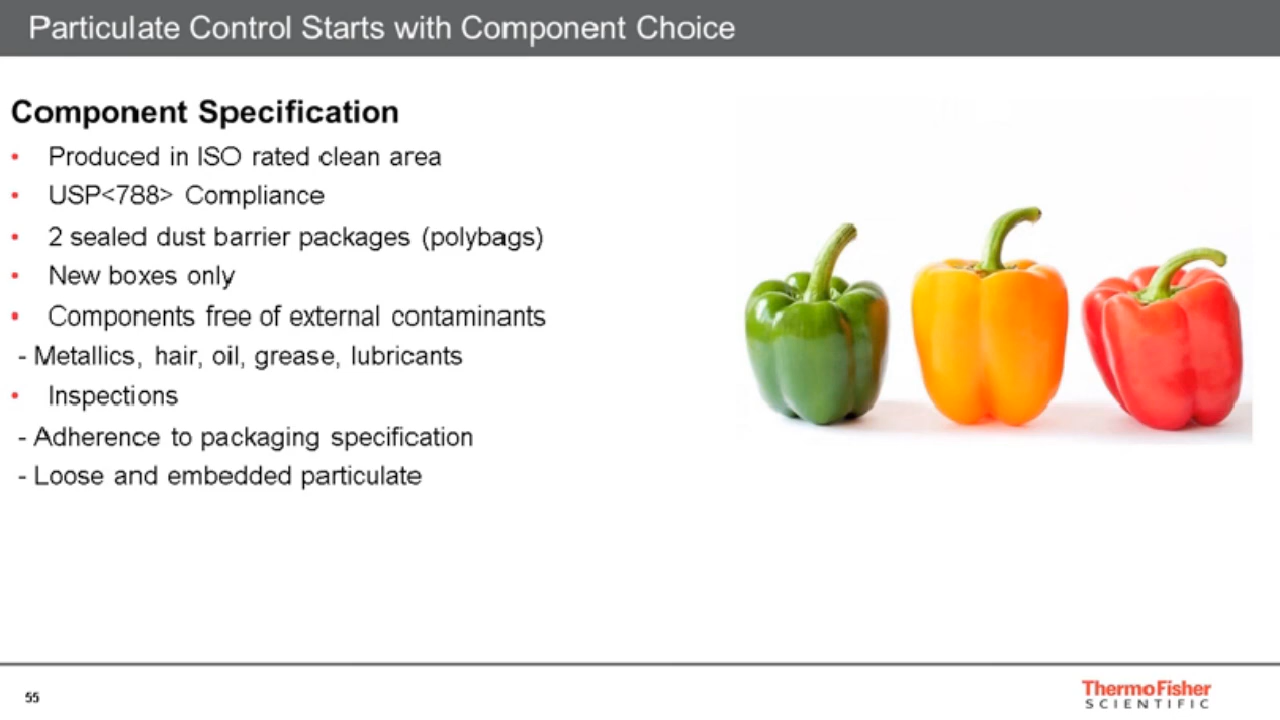 Particulate Control Starts with Component Choice
Component Specification
• Produced in ISO rated clean area
• USP<788> Compliance
• 2 sealed dust barrier packages (polybags)
• New boxes only
• Components free of external contaminants
- Metallics, hair, oil, grease, lubricants
• Inspections
- Adherence to packaging specification
- Loose and embedded particulate
55
ThermoFisher
SCIENTIFIC